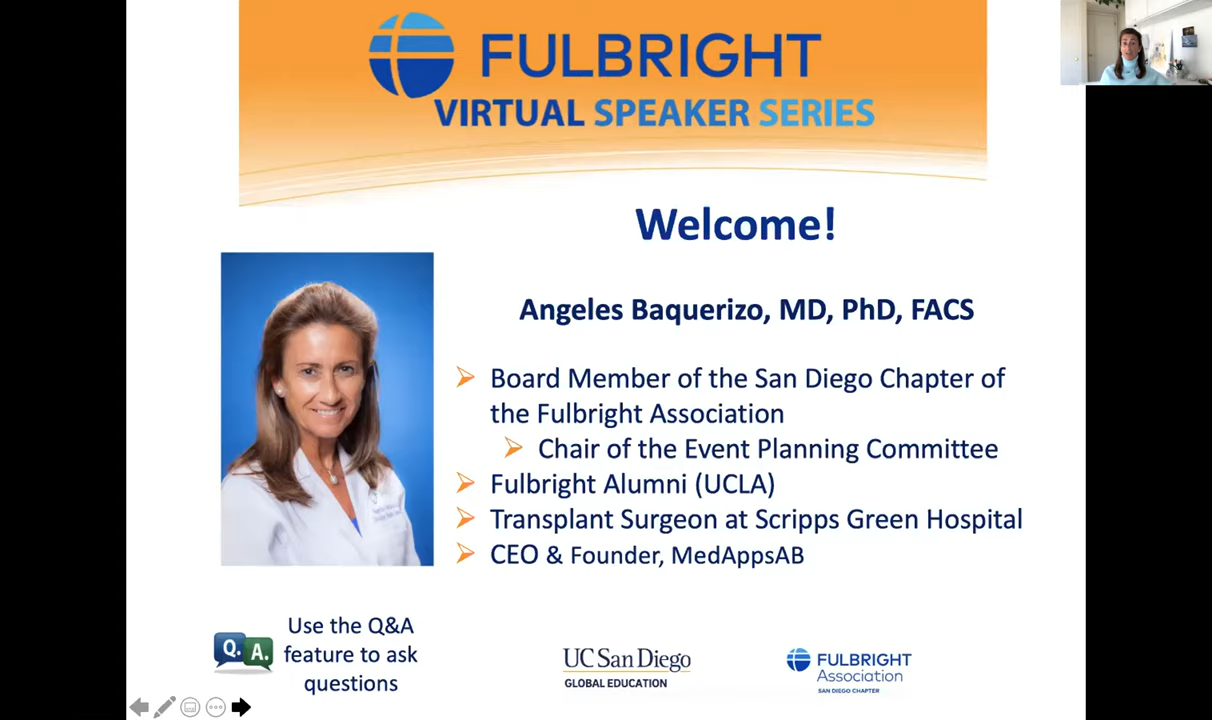 FULBRIGHT
VIRTUAL SPEAKER SERIES
Welcome!
Angeles Baquerizo, MD, PhD, FACS
Board Member of the San Diego Chapter of
the Fulbright Association
Chair of the Event Planning Committee
Fulbright Alumni (UCLA)
Transplant Surgeon at Scripps Green Hospital
CEO & Founder, MedAppsAB
Q. A.
Use the Q&A
feature to ask
questions
UC San Diego
GLOBAL EDUCATION
FULBRIGHT
Association
SAN DIEGO CHAPTER